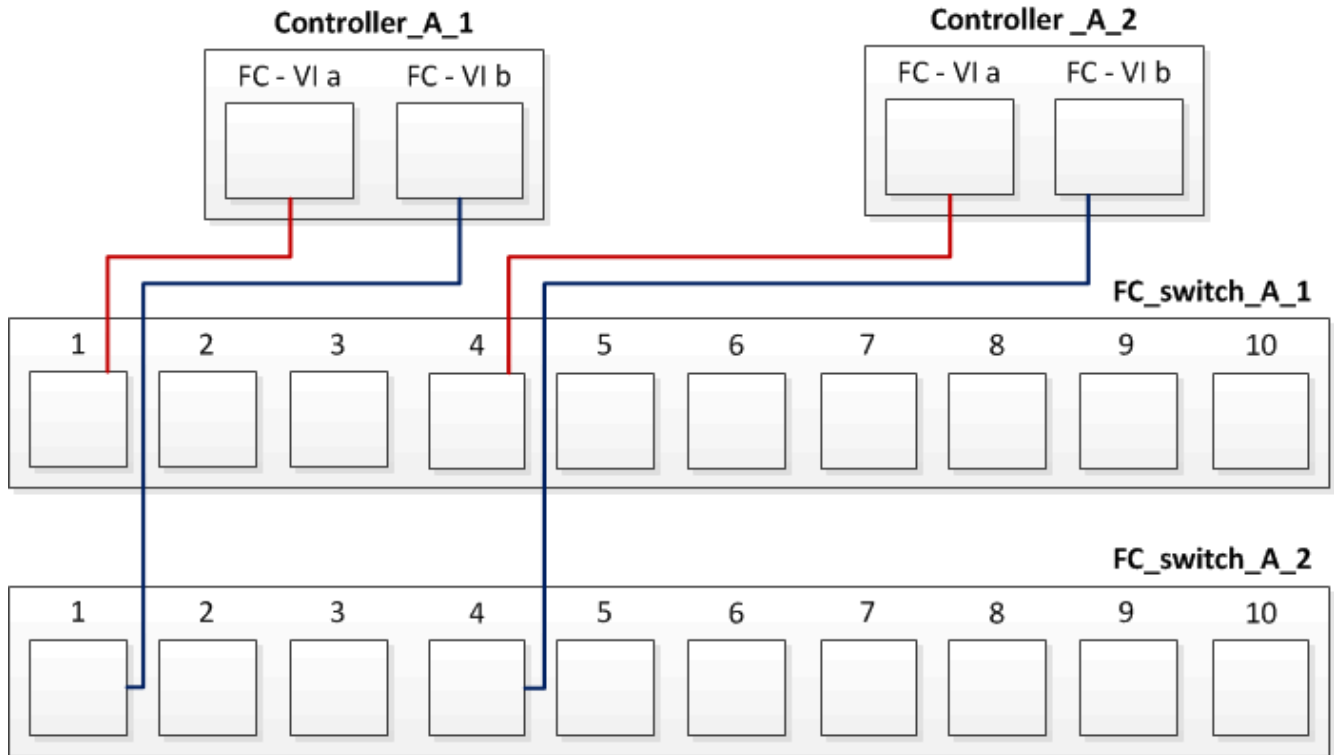 Controller_A_1
Controller _A_2
FC - VI a FC - VI b
FC - VI a FC - VI b
FC_switch_A_1
1 2 3 4 5 6 7 8 9 10
FC_switch_A_2
1 2 3 4 5 6 7 8 9 10